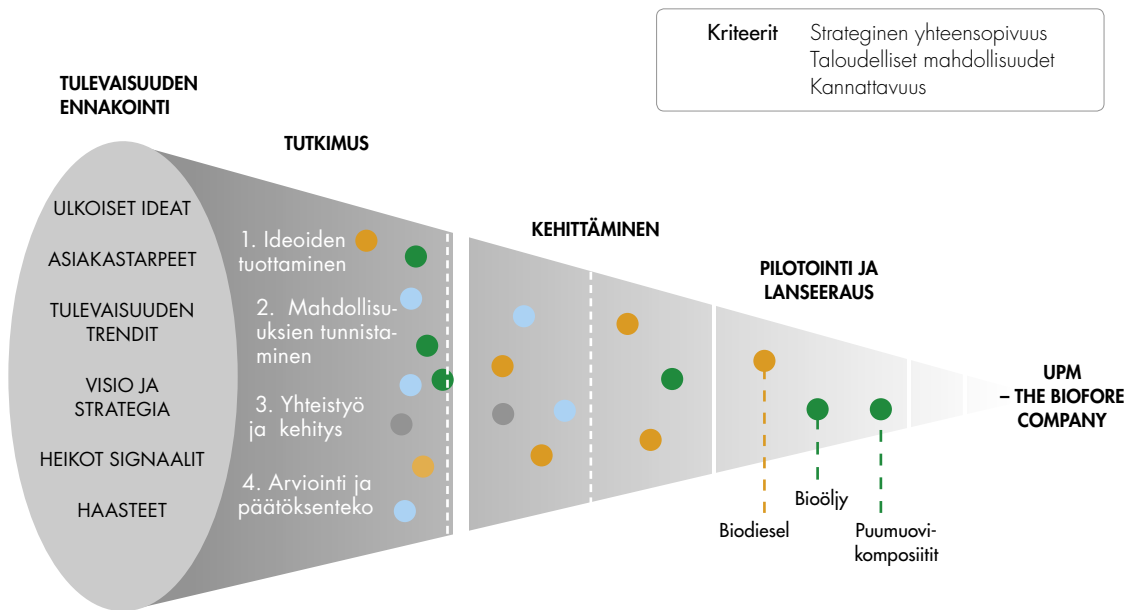 Kriteerit Strateginen yhteensopivuus
Taloudelliset mahdollisuudet
Kannattavuus
TULEVAISUUDEN
ENNAKOINTI
TUTKIMUS
KEHITTÄMINEN
PILOTOINTI JA
LANSEERAUS
ULKOISET IDEAT
ASIAKASTARPEET
TULEVAISUUDEN
TRENDIT
VISIO JA
STRATEGIA
HEIKOT SIGNAALIT
HAASTEET
1. Ideoiden
tuottaminen
2. Mahdollisu-
uksien tunnista-
minen
3. Yhteistyö
ja kehitys
4. Arviointi ja
päätöksenteko
Biodiesel
Bioöljy
Puumuovi-
komposiitit
UPM
– THE BIOFORE
COMPANY